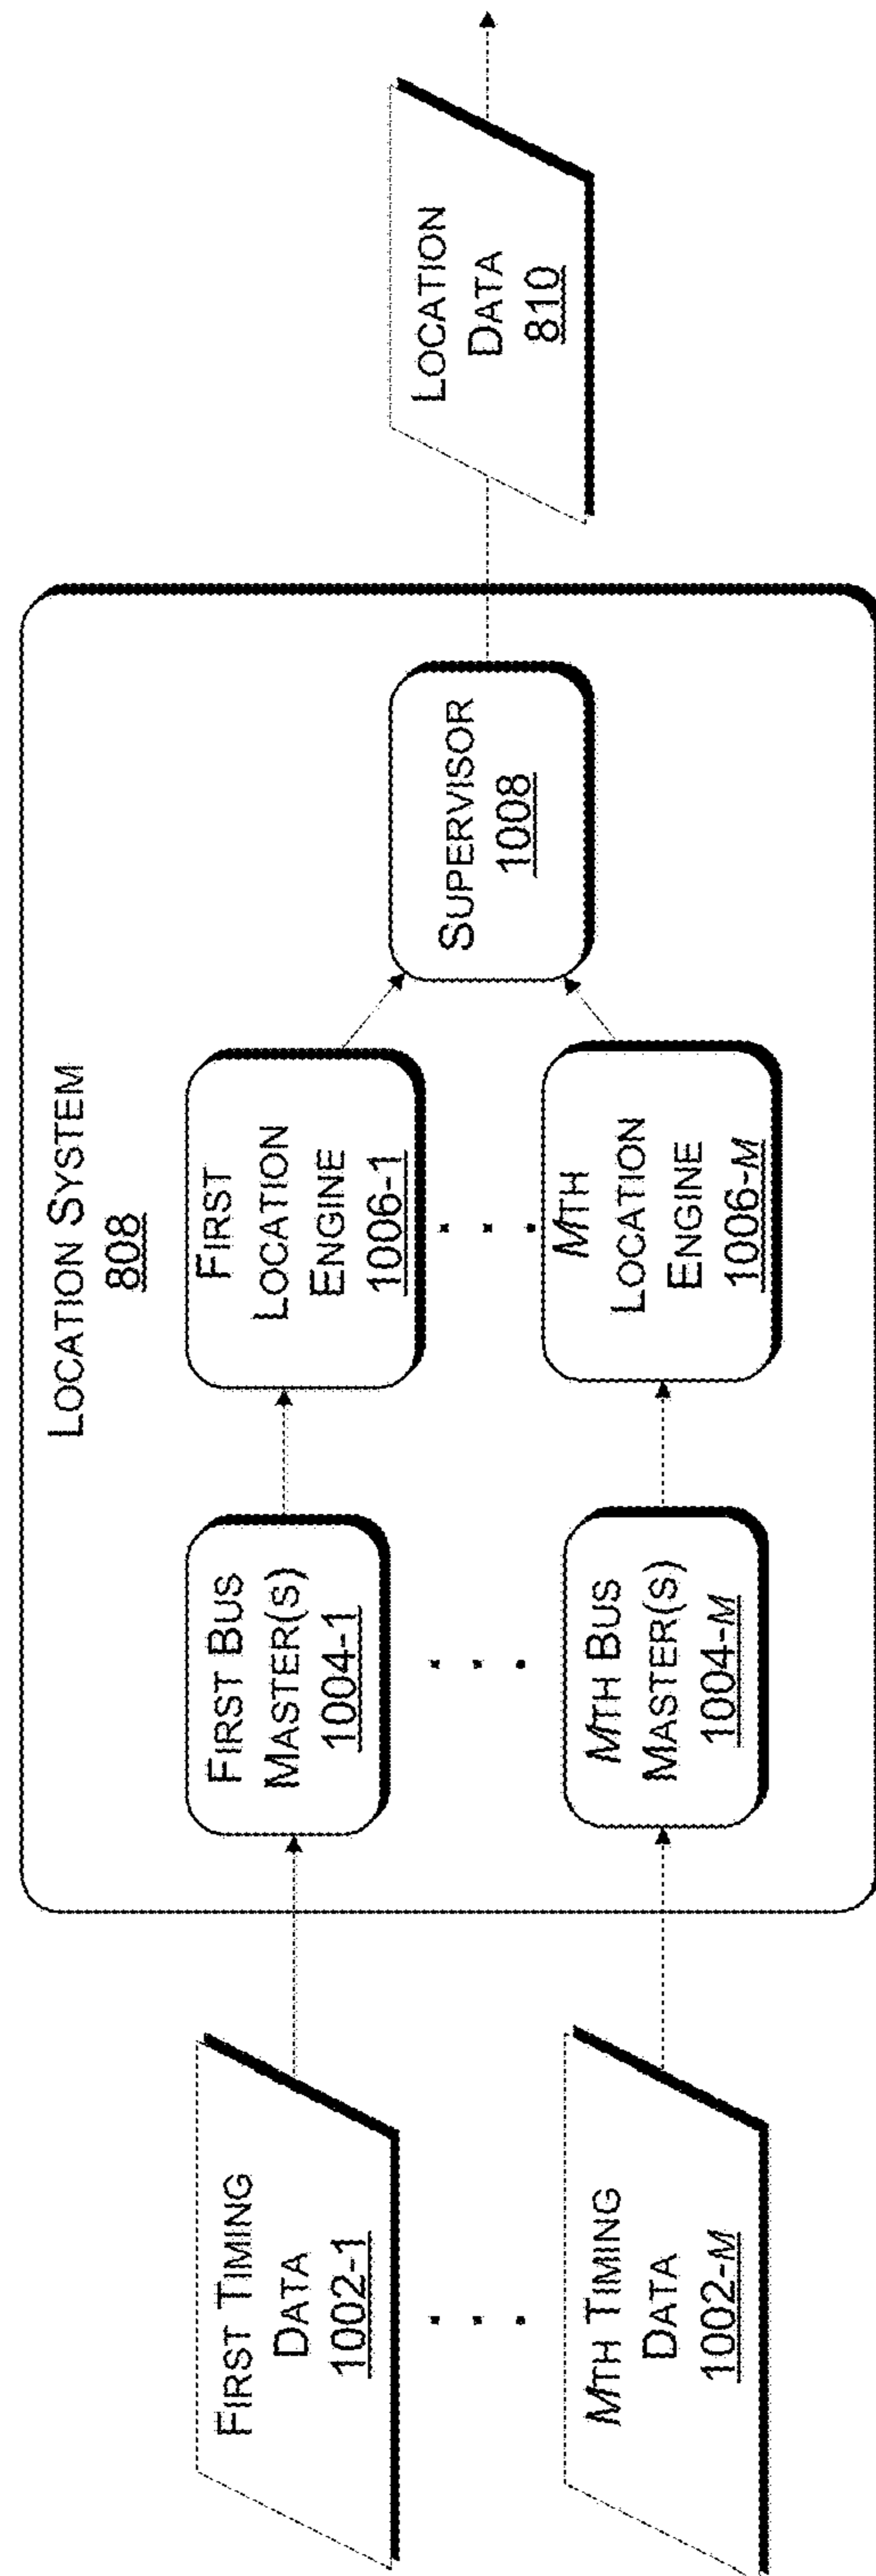 LOCATION SYSTEM
808
FIRST TIMING
DATA
1002-1
FIRST BUS
MASTER(S)
1004-1
FIRST
LOCATION
ENGINE
1006-1
SUPERVISOR
1008
LOCATION
DATA
810
MTH TIMING
DATA
1002-M
MTH BUS
MASTER(S)
1004-M
MTH
LOCATION
ENGINE
1006-M